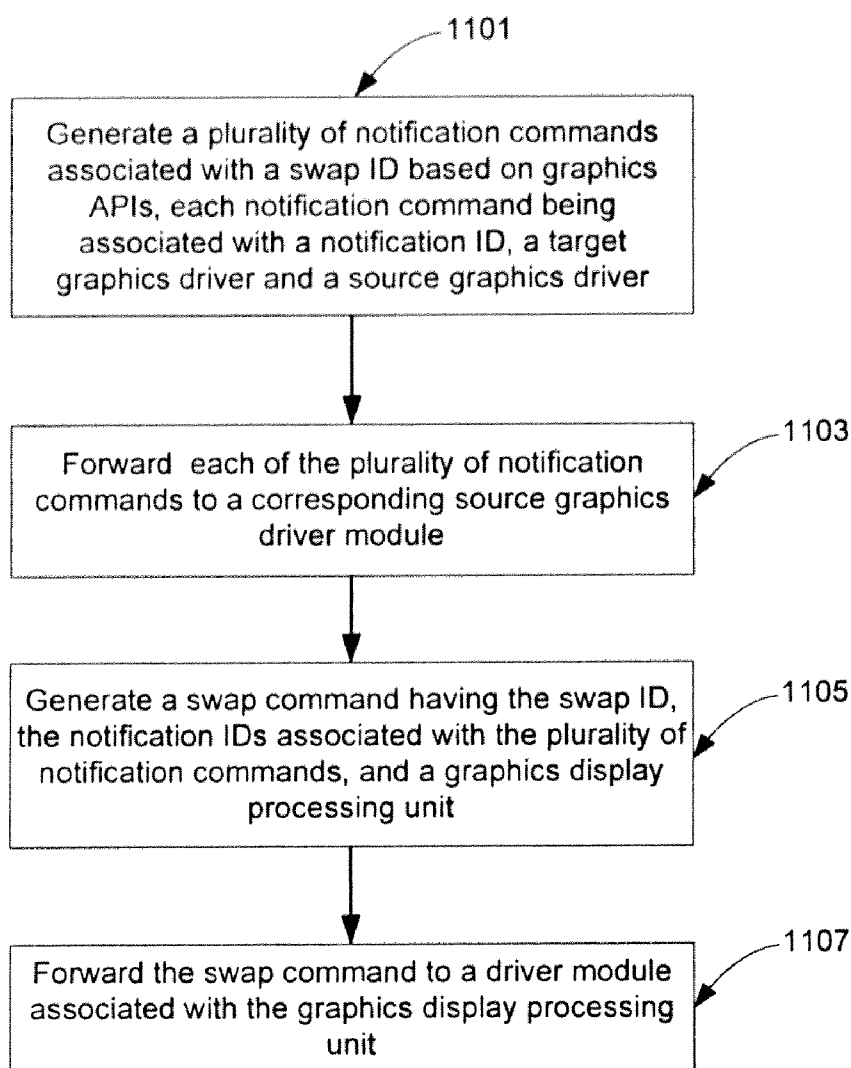 1101
Generate a plurality of notification commands
associated with a swap ID based on graphics
APIs, each notification command being
associated with a notification ID, a target
graphics driver and a source graphics driver
1103
Forward each of the plurality of notification
commands to a corresponding source graphics
driver module
1105
Generate a swap command having the swap ID,
the notification IDs associated with the plurality of
notification commands, and a graphics display
processing unit
1107
Forward the swap command to a driver module
associated with the graphics display processing
unit